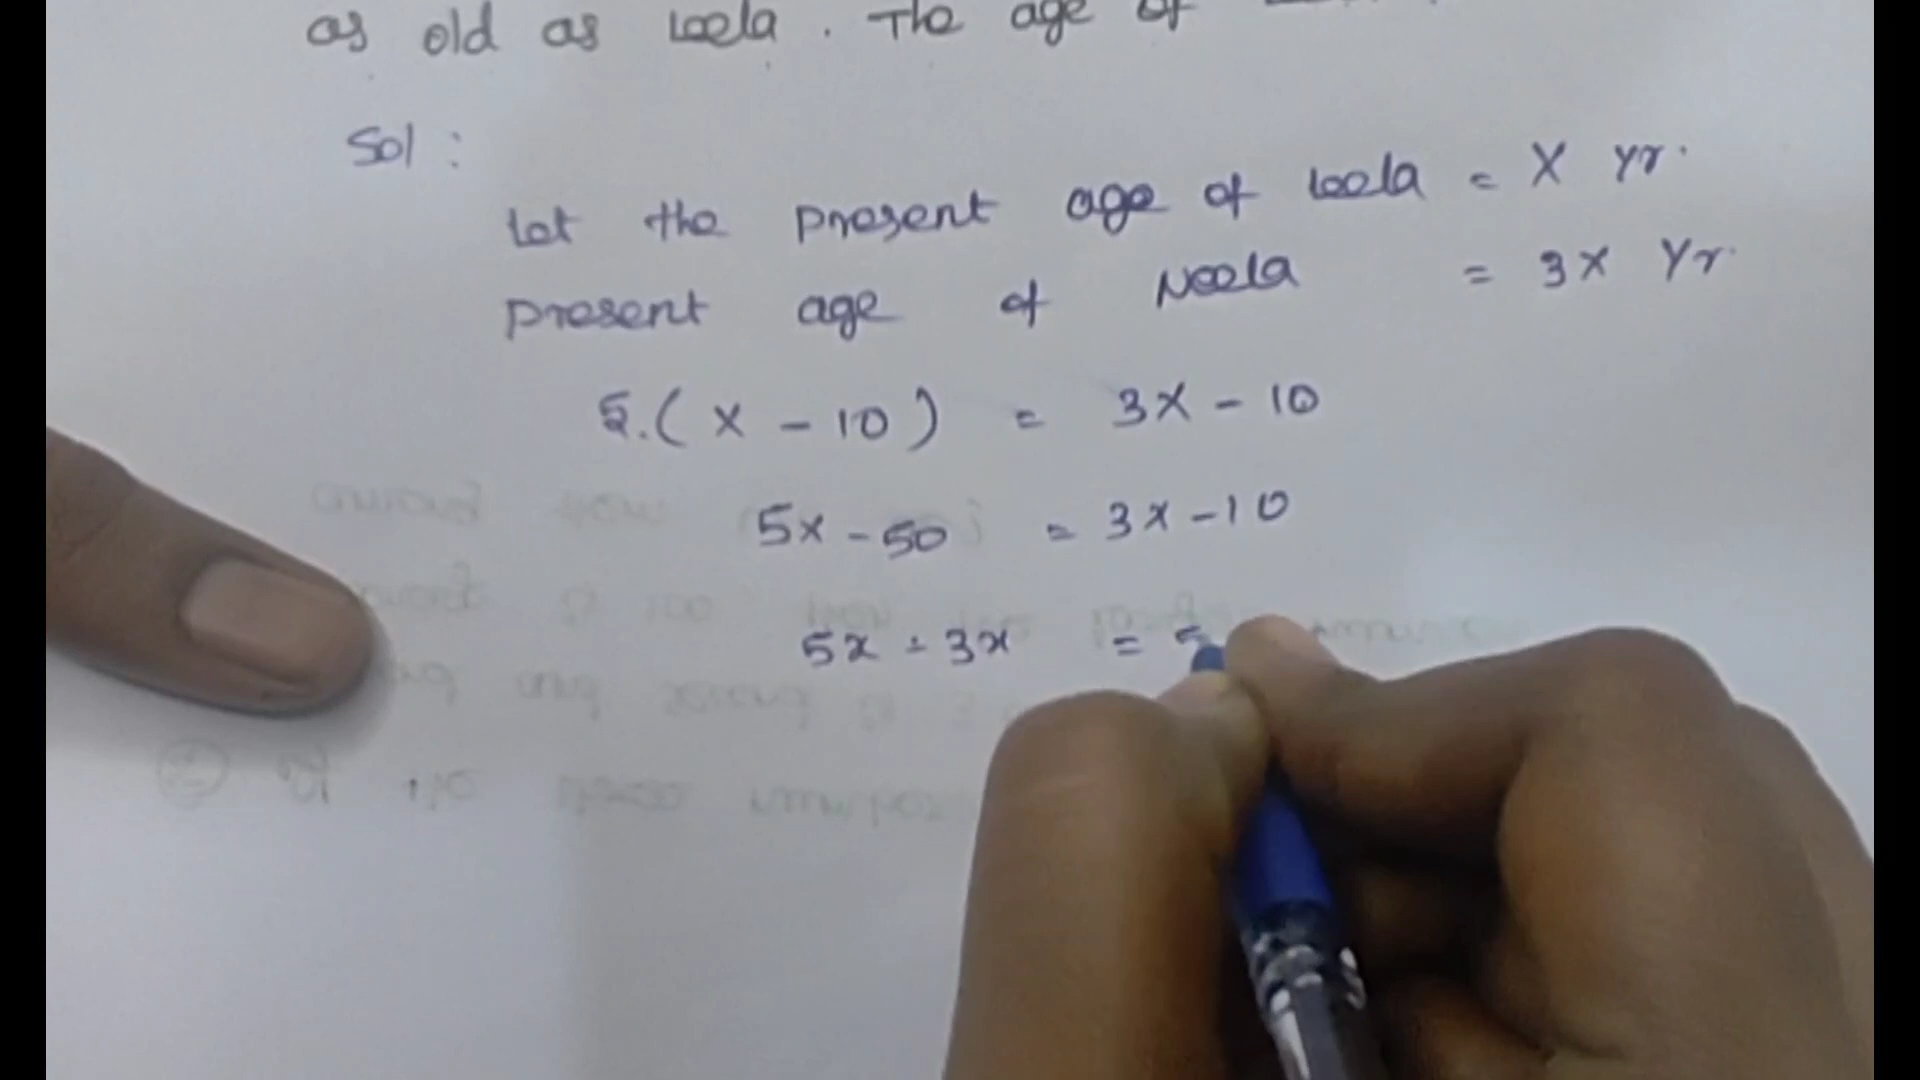 as old as Leela. The age of
Sol:
Let the present age of Leela = X Yr.
present age of Neela = 3X Yr.
5.(X - 10) = 3X - 10
5x - 50 = 3x - 10
5x - 3x = 5